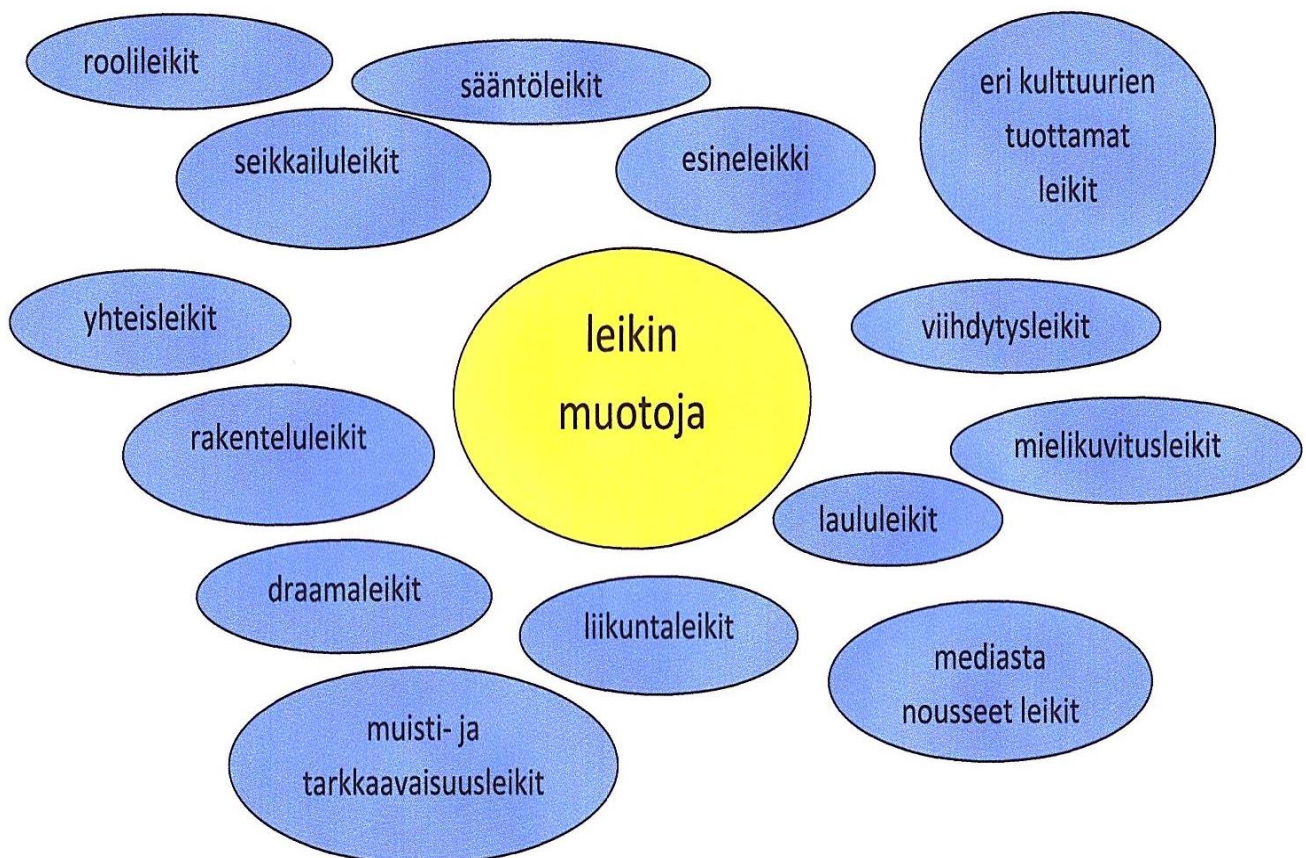 roolileikit
sääntöleikit
eri kulttuurien
tuottamat
leikit
seikkailuleikit
esineleikki
yhteisleikit
leikin
muotoja
viihdytysleikit
rakenteluleikit
mielikuvitusleikit
laululeikit
draamaleikit
liikuntaleikit
mediasta
nousseet leikit
muisti- ja
tarkkaavaisuusleikit